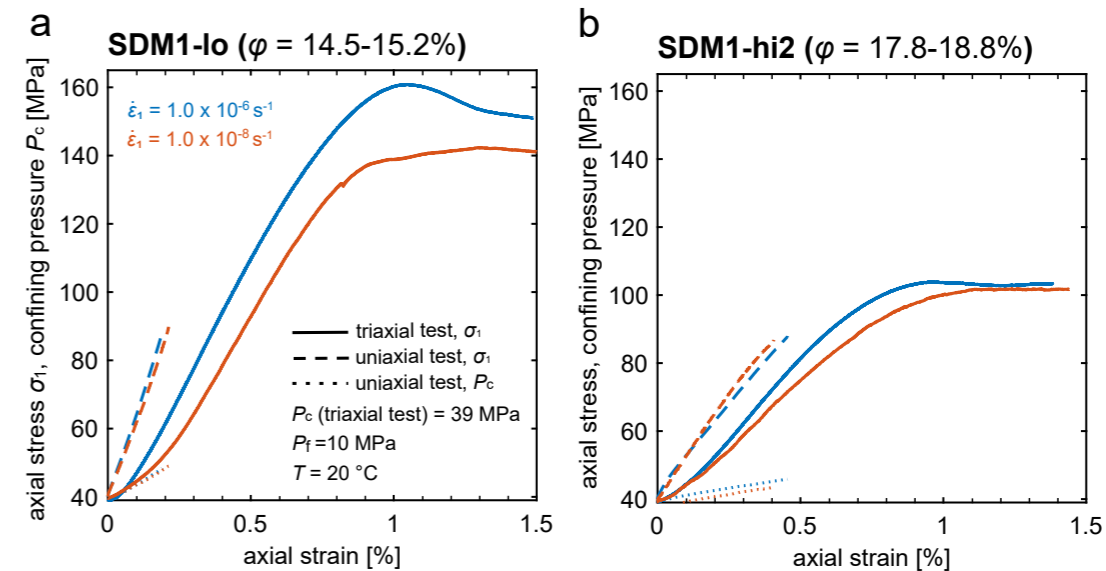 a
SDM1-lo (φ = 14.5-15.2%)
axial stress σ₁, confining pressure P꜀ [MPa]
160
140
120
100
80
60
40
ε̇₁ = 1.0 x 10⁻⁶ s⁻¹
ε̇₁ = 1.0 x 10⁻⁸ s⁻¹
triaxial test, σ₁
uniaxial test, σ₁
uniaxial test, P꜀
P꜀ (triaxial test) = 39 MPa
Pf =10 MPa
T = 20 °C
0
0.5
1
1.5
axial strain [%]
b
SDM1-hi2 (φ = 17.8-18.8%)
axial stress, confining pressure [MPa]
160
140
120
100
80
60
40
0
0.5
1
1.5
axial strain [%]